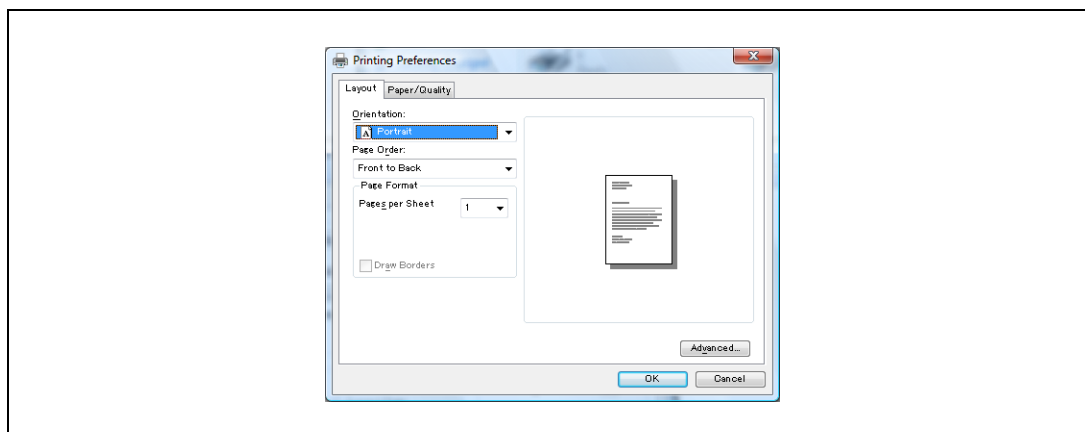 Printing Preferences
Layout Paper/Quality
Orientation:
Portrait
Page Order:
Front to Back
Page Format
Pages per Sheet 1
Draw Borders
Advanced...
OK Cancel